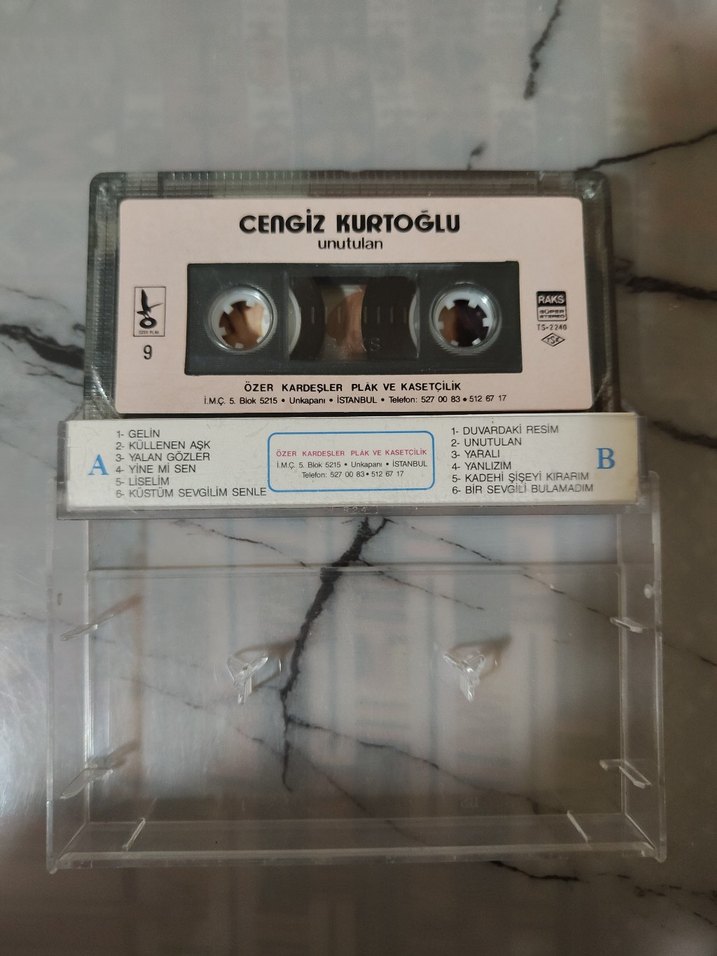 CENGİZ KURTOĞLU
unutulan
ÖZER PLAK
9
RAKS
SÜPER
STEREO
TS-2240
TSE
ÖZER KARDEŞLER PLÂK VE KASETÇİLİK
İ.M.Ç. 5. Blok 5215 • Unkapanı • İSTANBUL • Telefon: 527 00 83 • 512 67 17
A
1- GELİN
2- KÜLLENEN AŞK
3- YALAN GÖZLER
4- YİNE Mİ SEN
5- LİSELİM
6- KÜSTÜM SEVGİLİM SENLE
ÖZER KARDEŞLER PLAK VE KASETÇİLİK
İ.M.Ç. 5. Blok 5215 • Unkapanı • İSTANBUL
Telefon: 527 00 83 • 512 67 17
1- DUVARDAKİ RESİM
2- UNUTULAN
3- YARALI
4- YANLIZIM
5- KADEHİ ŞİŞEYİ KIRARIM
6- BİR SEVGİLİ BULAMADIM
B